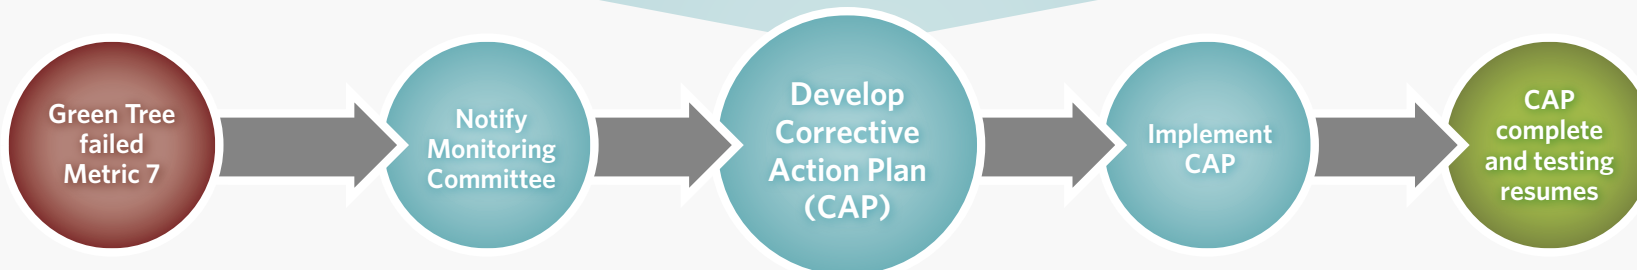 Green Tree
failed
Metric 7
Notify
Monitoring
Committee
Develop
Corrective
Action Plan
(CAP)
Implement
CAP
CAP
complete
and testing
resumes